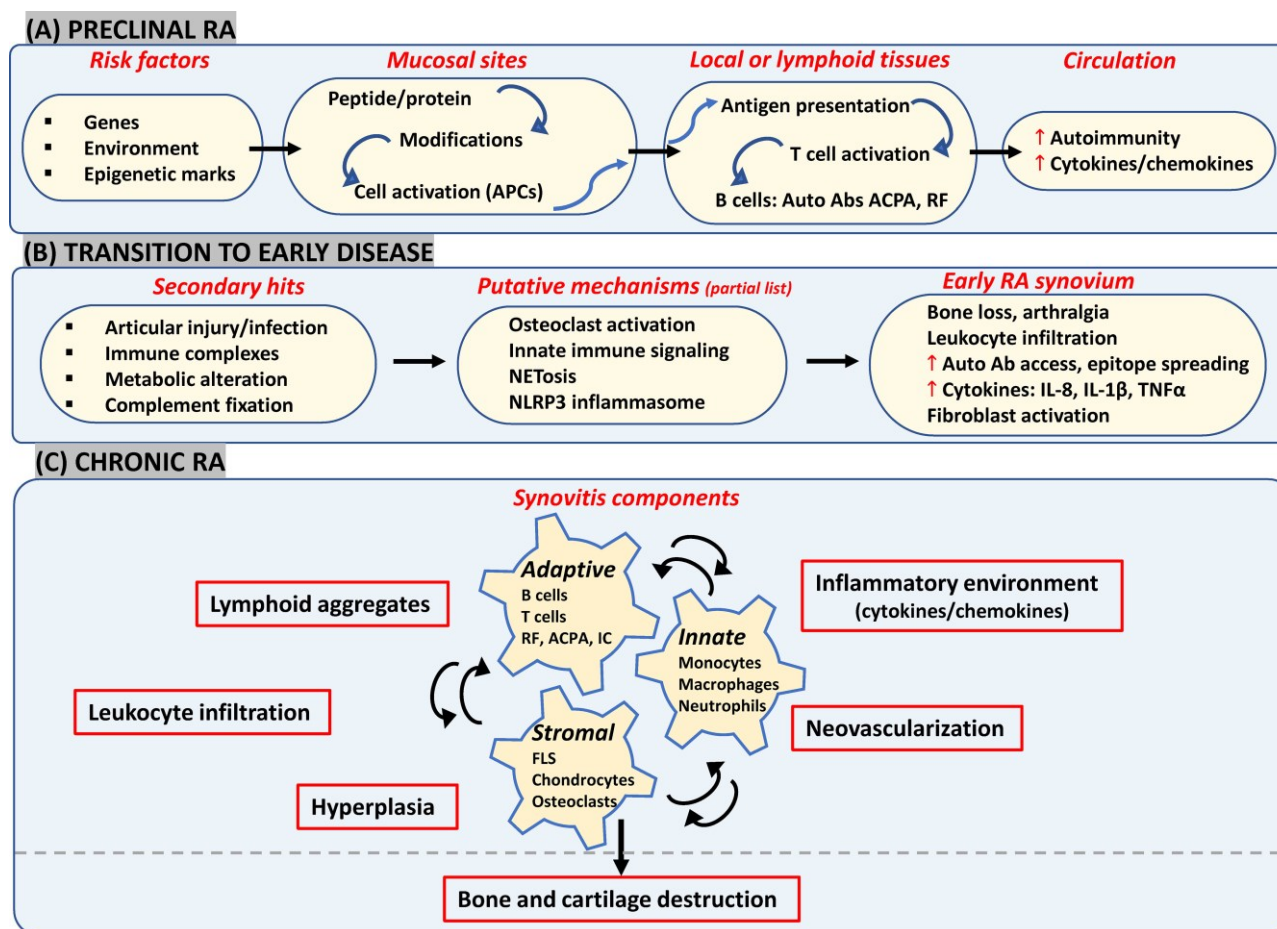 (A) PRECLINAL RA
Risk factors
Mucosal sites
Local or lymphoid tissues
Circulation
▪ Genes
▪ Environment
▪ Epigenetic marks
Peptide/protein
Modifications
Cell activation (APCs)
Antigen presentation
T cell activation
B cells: Auto Abs ACPA, RF
↑ Autoimmunity
↑ Cytokines/chemokines
(B) TRANSITION TO EARLY DISEASE
Secondary hits
Putative mechanisms (partial list)
Early RA synovium
▪ Articular injury/infection
▪ Immune complexes
▪ Metabolic alteration
▪ Complement fixation
Osteoclast activation
Innate immune signaling
NETosis
NLRP3 inflammasome
Bone loss, arthralgia
Leukocyte infiltration
↑ Auto Ab access, epitope spreading
↑ Cytokines: IL-8, IL-1β, TNFα
Fibroblast activation
(C) CHRONIC RA
Synovitis components
Adaptive
B cells
T cells
RF, ACPA, IC
Innate
Monocytes
Macrophages
Neutrophils
Stromal
FLS
Chondrocytes
Osteoclasts
Lymphoid aggregates
Leukocyte infiltration
Hyperplasia
Inflammatory environment
(cytokines/chemokines)
Neovascularization
Bone and cartilage destruction